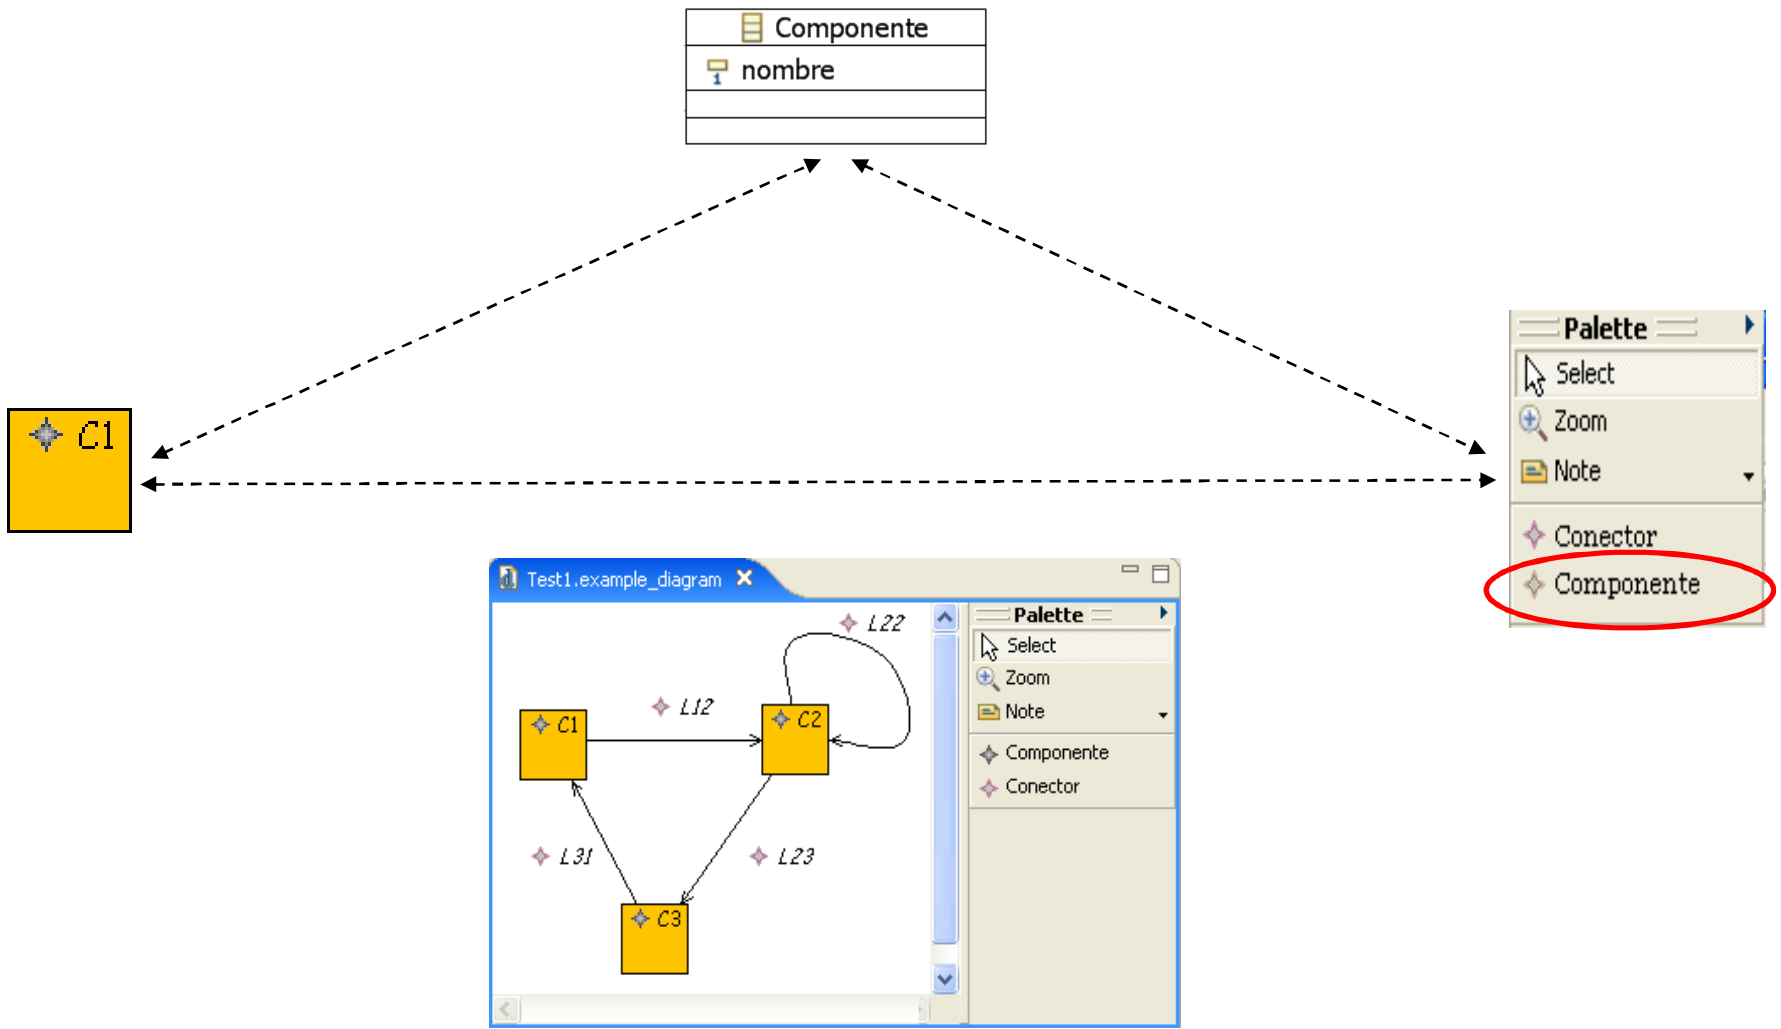 Componente
1 nombre
C1
Palette
Select
Zoom
Note
Conector
Componente
Test1.example_diagram
L22
L12
C1
C2
L31
L23
C3
Palette
Select
Zoom
Note
Componente
Conector